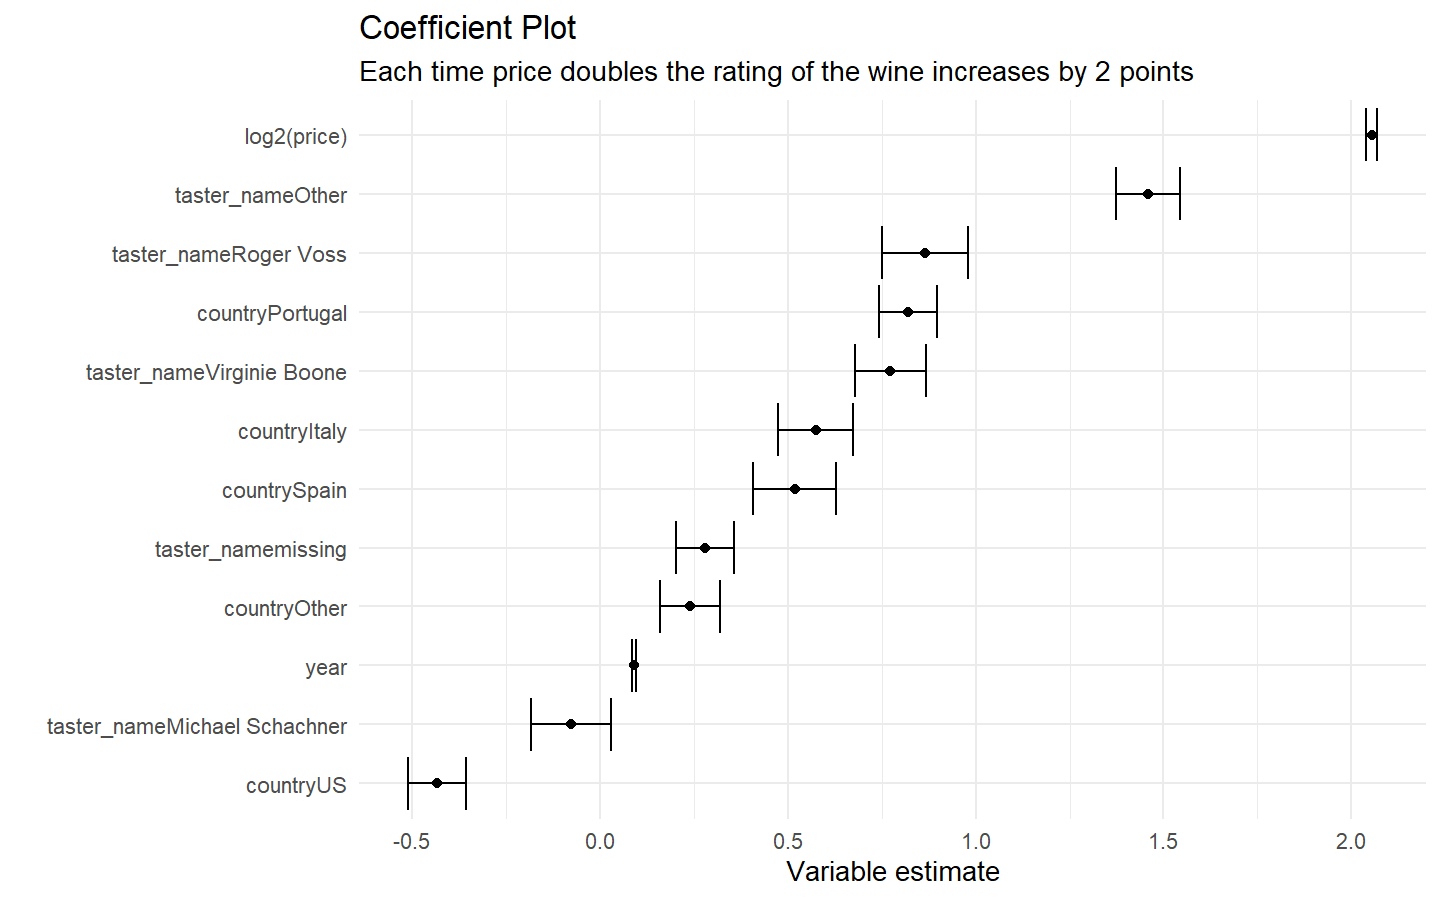 Coefficient Plot
Each time price doubles the rating of the wine increases by 2 points
log2(price)
taster_nameOther
taster_nameRoger Voss
countryPortugal
taster_nameVirginie Boone
countryItaly
countrySpain
taster_namemissing
countryOther
year
taster_nameMichael Schachner
countryUS
-0.5 0.0 0.5 1.0 1.5 2.0
Variable estimate